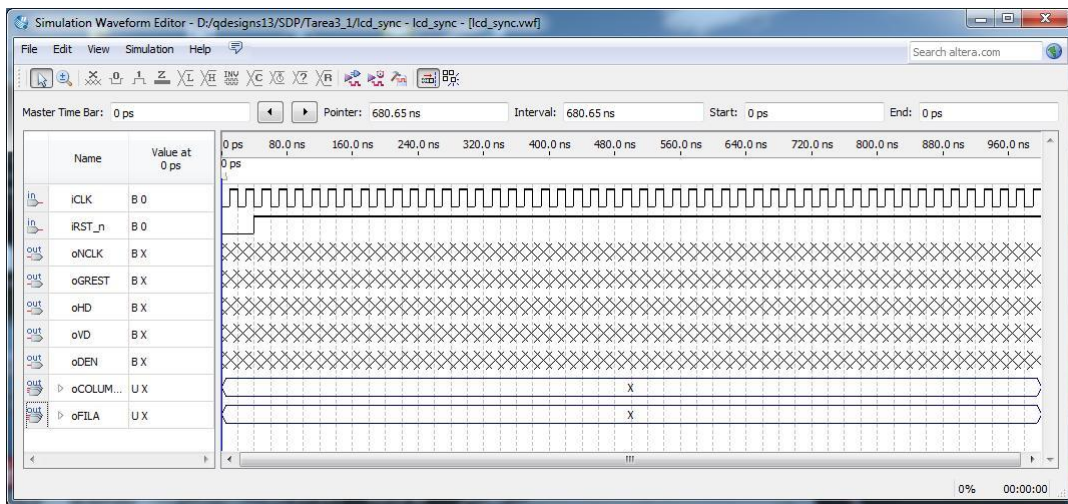 Simulation Waveform Editor - D:/qdesigns13/SDP/Tarea3_1/lcd_sync - lcd_sync - [lcd_sync.vwf]
File Edit View Simulation Help Search altera.com
Master Time Bar: 0 ps Pointer: 680.65 ns Interval: 680.65 ns Start: 0 ps End: 0 ps
Name Value at 0 ps
0 ps 80.0 ns 160.0 ns 240.0 ns 320.0 ns 400.0 ns 480.0 ns 560.0 ns 640.0 ns 720.0 ns 800.0 ns 880.0 ns 960.0 ns
0 ps
in iCLK B 0
in iRST_n B 0
out oNCLK B X
out oGREST B X
out oHD B X
out oVD B X
out oDEN B X
out oCOLUM... U X X
out oFILA U X X
0% 00:00:00